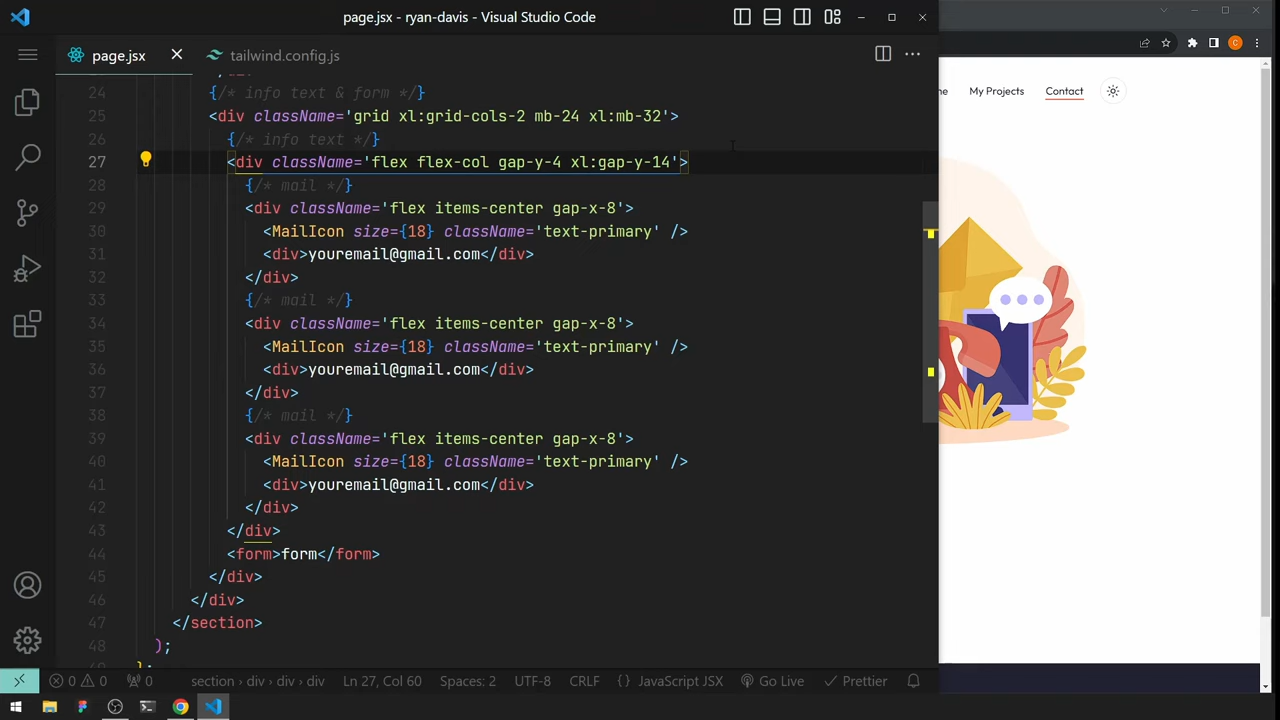 page.jsx - ryan-davis - Visual Studio Code
page.jsx
tailwind.config.js
24 {/* info text & form */}
25 <div className='grid xl:grid-cols-2 mb-24 xl:mb-32'>
26 {/* info text */}
27 <div className='flex flex-col gap-y-4 xl:gap-y-14'>
28 {/* mail */}
29 <div className='flex items-center gap-x-8'>
30 <MailIcon size={18} className='text-primary' />
31 <div>youremail@gmail.com</div>
32 </div>
33 {/* mail */}
34 <div className='flex items-center gap-x-8'>
35 <MailIcon size={18} className='text-primary' />
36 <div>youremail@gmail.com</div>
37 </div>
38 {/* mail */}
39 <div className='flex items-center gap-x-8'>
40 <MailIcon size={18} className='text-primary' />
41 <div>youremail@gmail.com</div>
42 </div>
43 </div>
44 <form>form</form>
45 </div>
46 </div>
47 </section>
48 );
section › div › div › div
Ln 27, Col 60
Spaces: 2
UTF-8
CRLF
{ } JavaScript JSX
Go Live
Prettier
0 0 0
My Projects
Contact
C